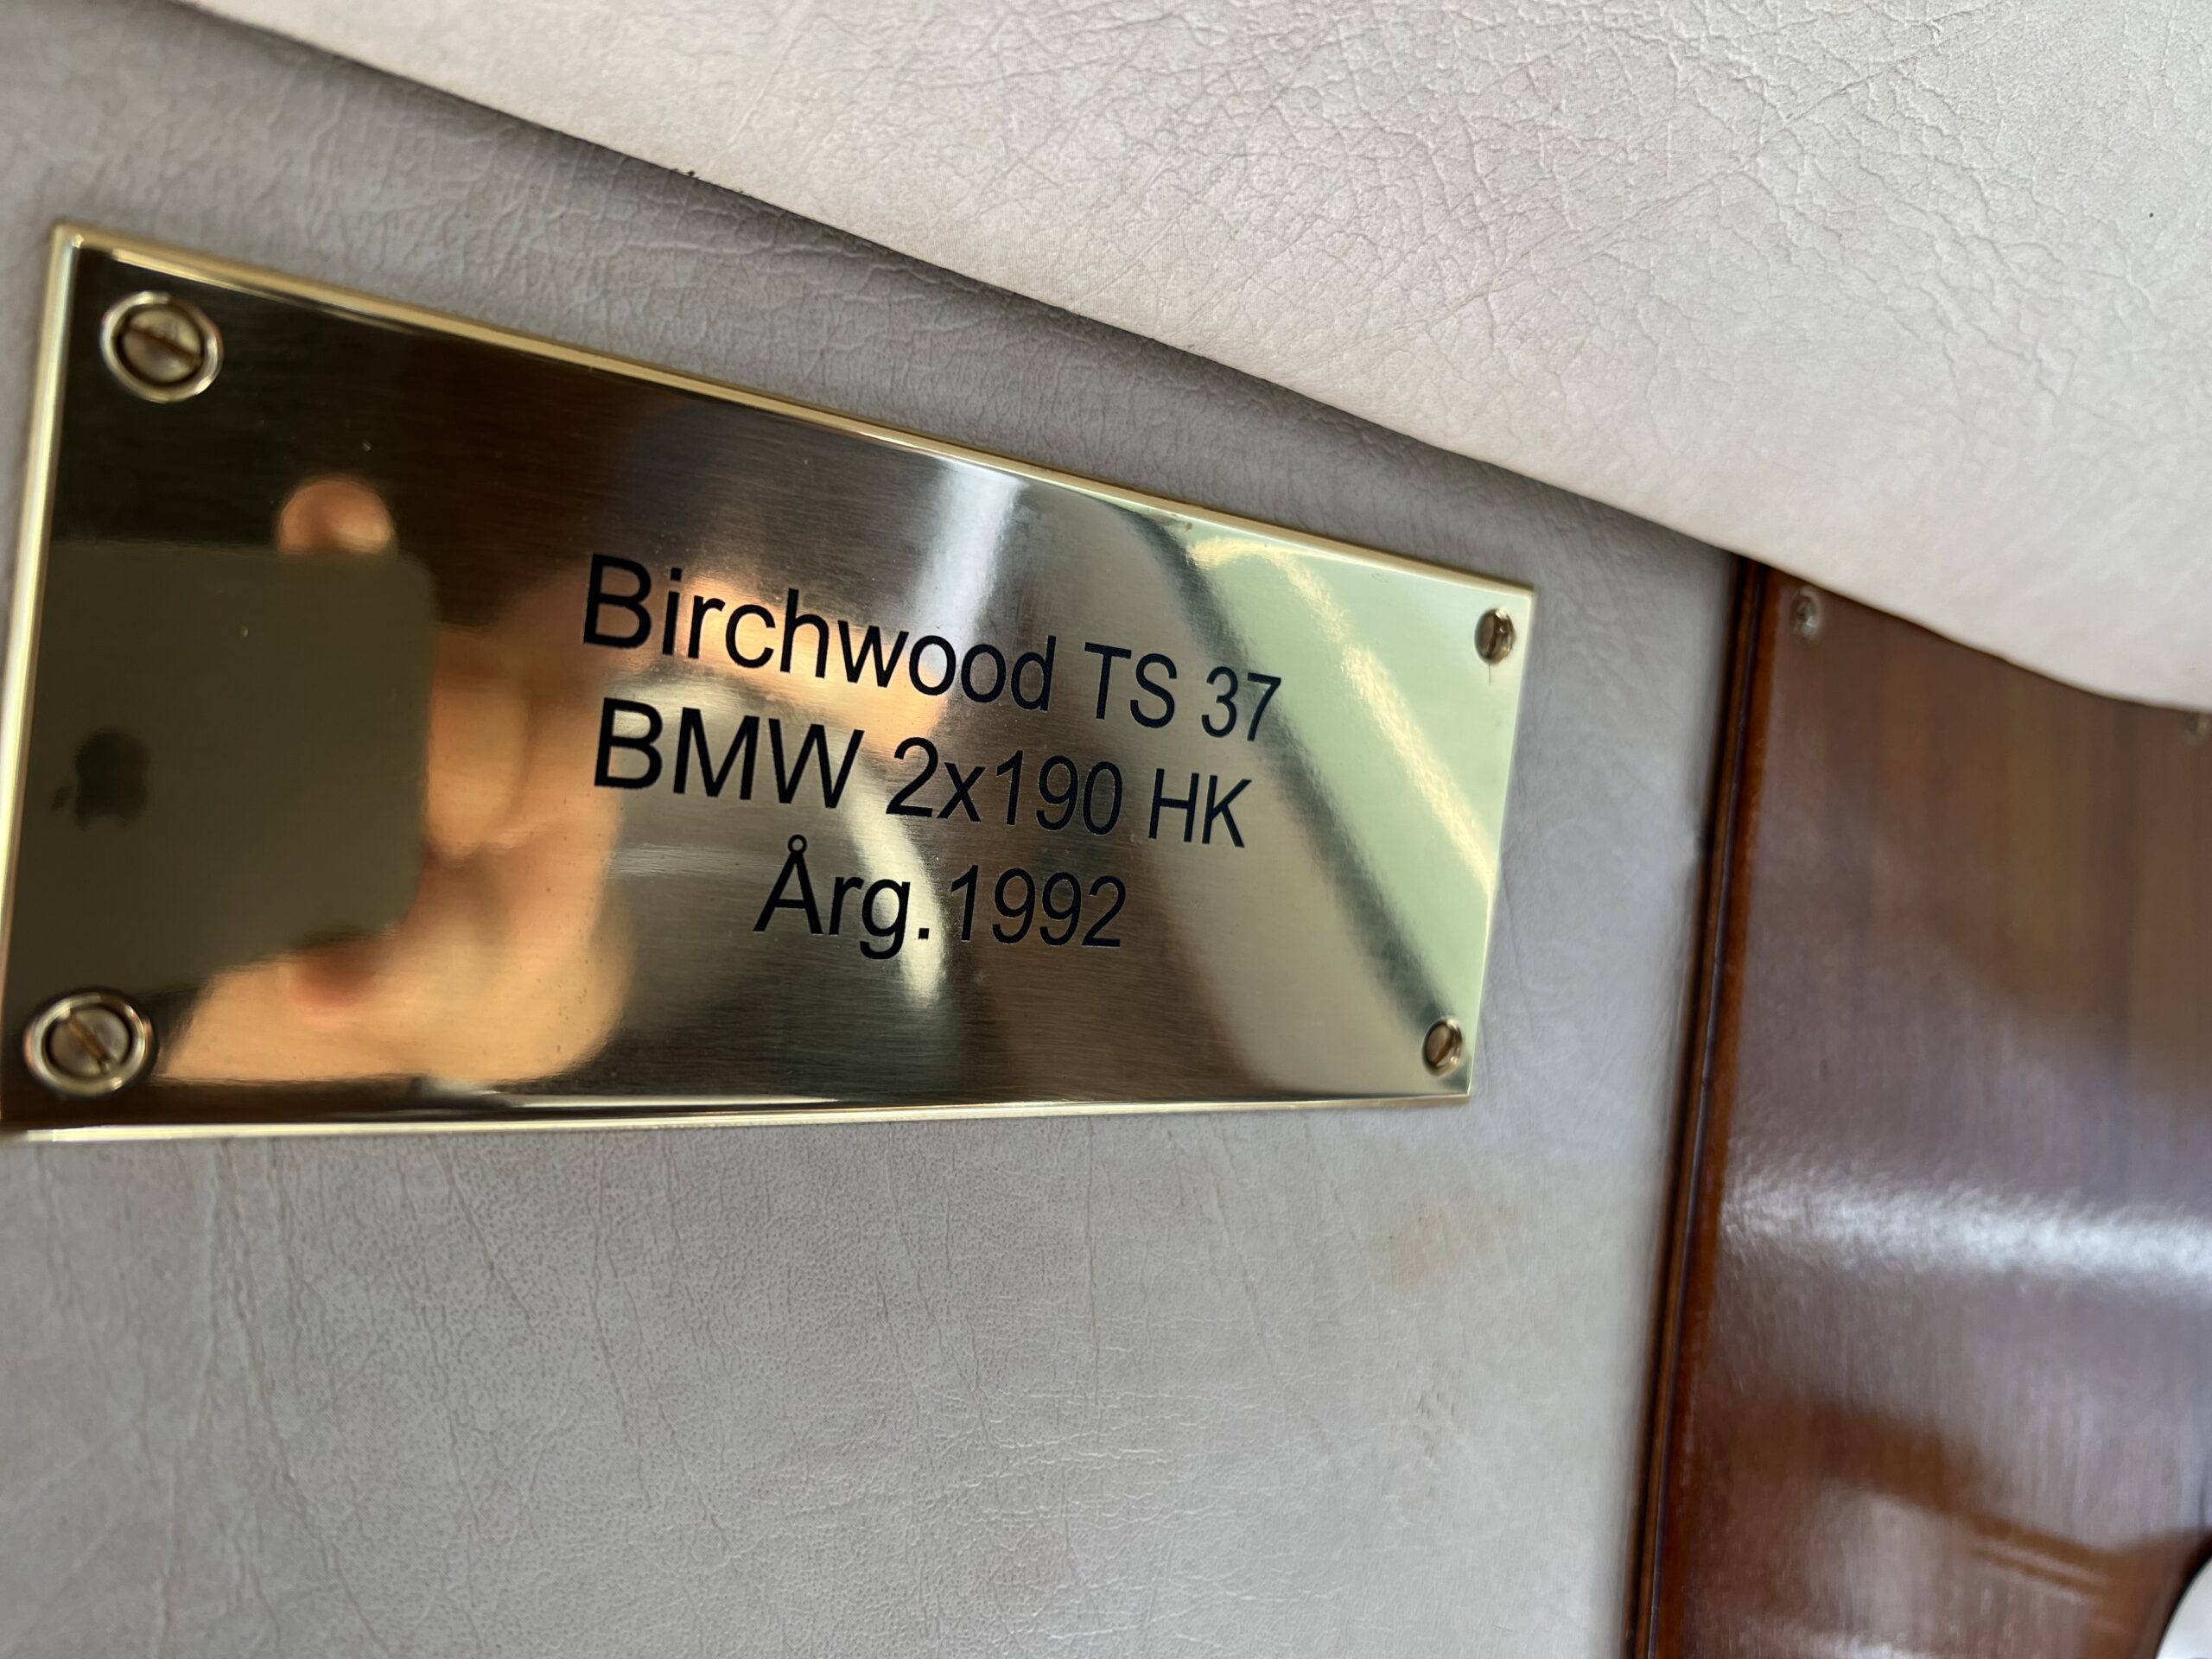 Birchwood TS 37
BMW 2x190 HK
Årg.1992